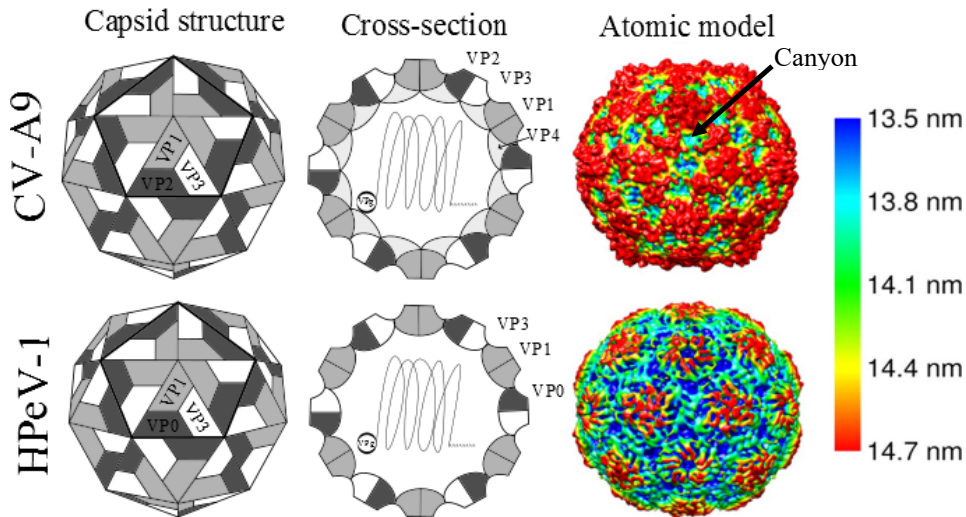 Capsid structure
Cross-section
Atomic model
CV-A9
VP1
VP2
VP3
VP2
VP3
VP1
VP4
Canyon
13.5 nm
13.8 nm
14.1 nm
14.4 nm
14.7 nm
HPeV-1
VP1
VP0
VP3
VP3
VP1
VP0